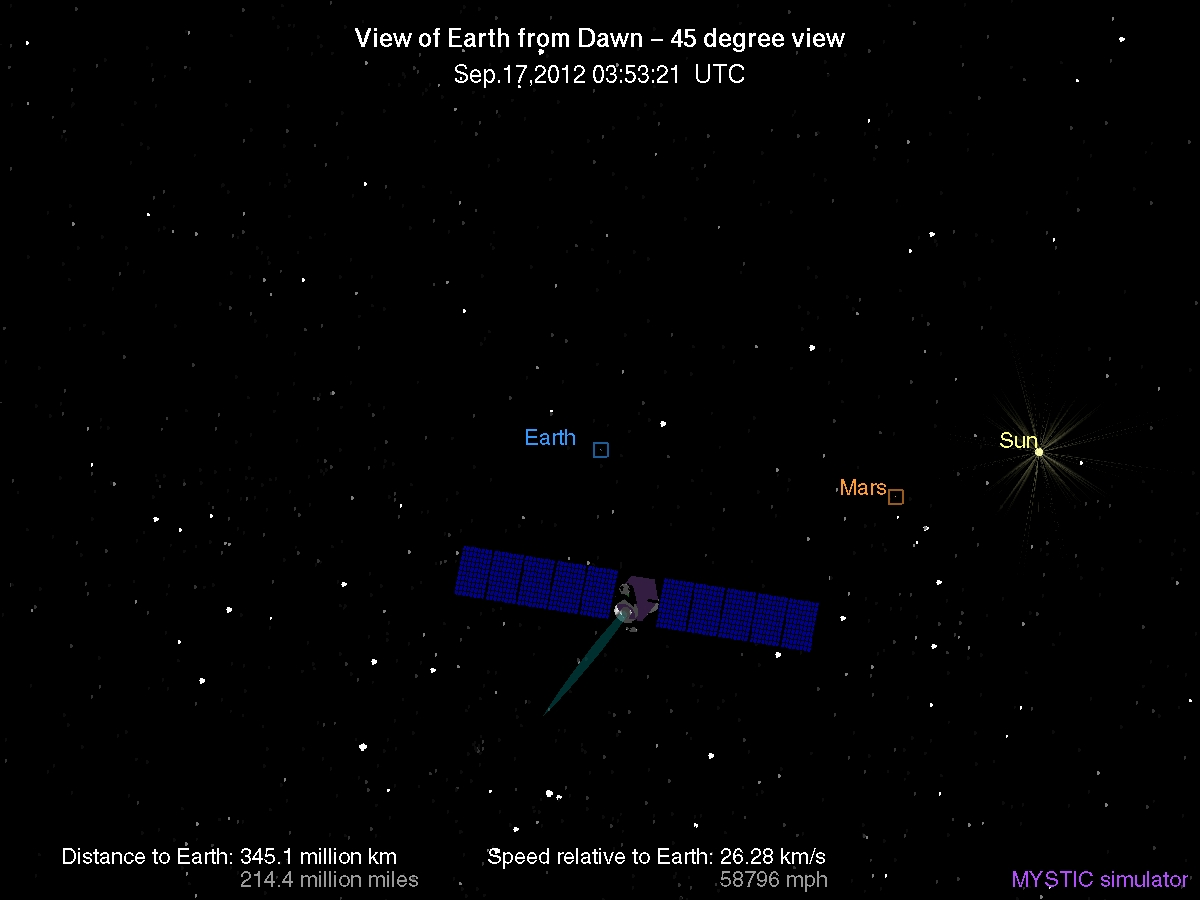 View of Earth from Dawn – 45 degree view
Sep.17,2012 03:53:21 UTC
Earth
Sun
Mars
Distance to Earth: 345.1 million km
214.4 million miles
Speed relative to Earth: 26.28 km/s
58796 mph
MYSTIC simulator